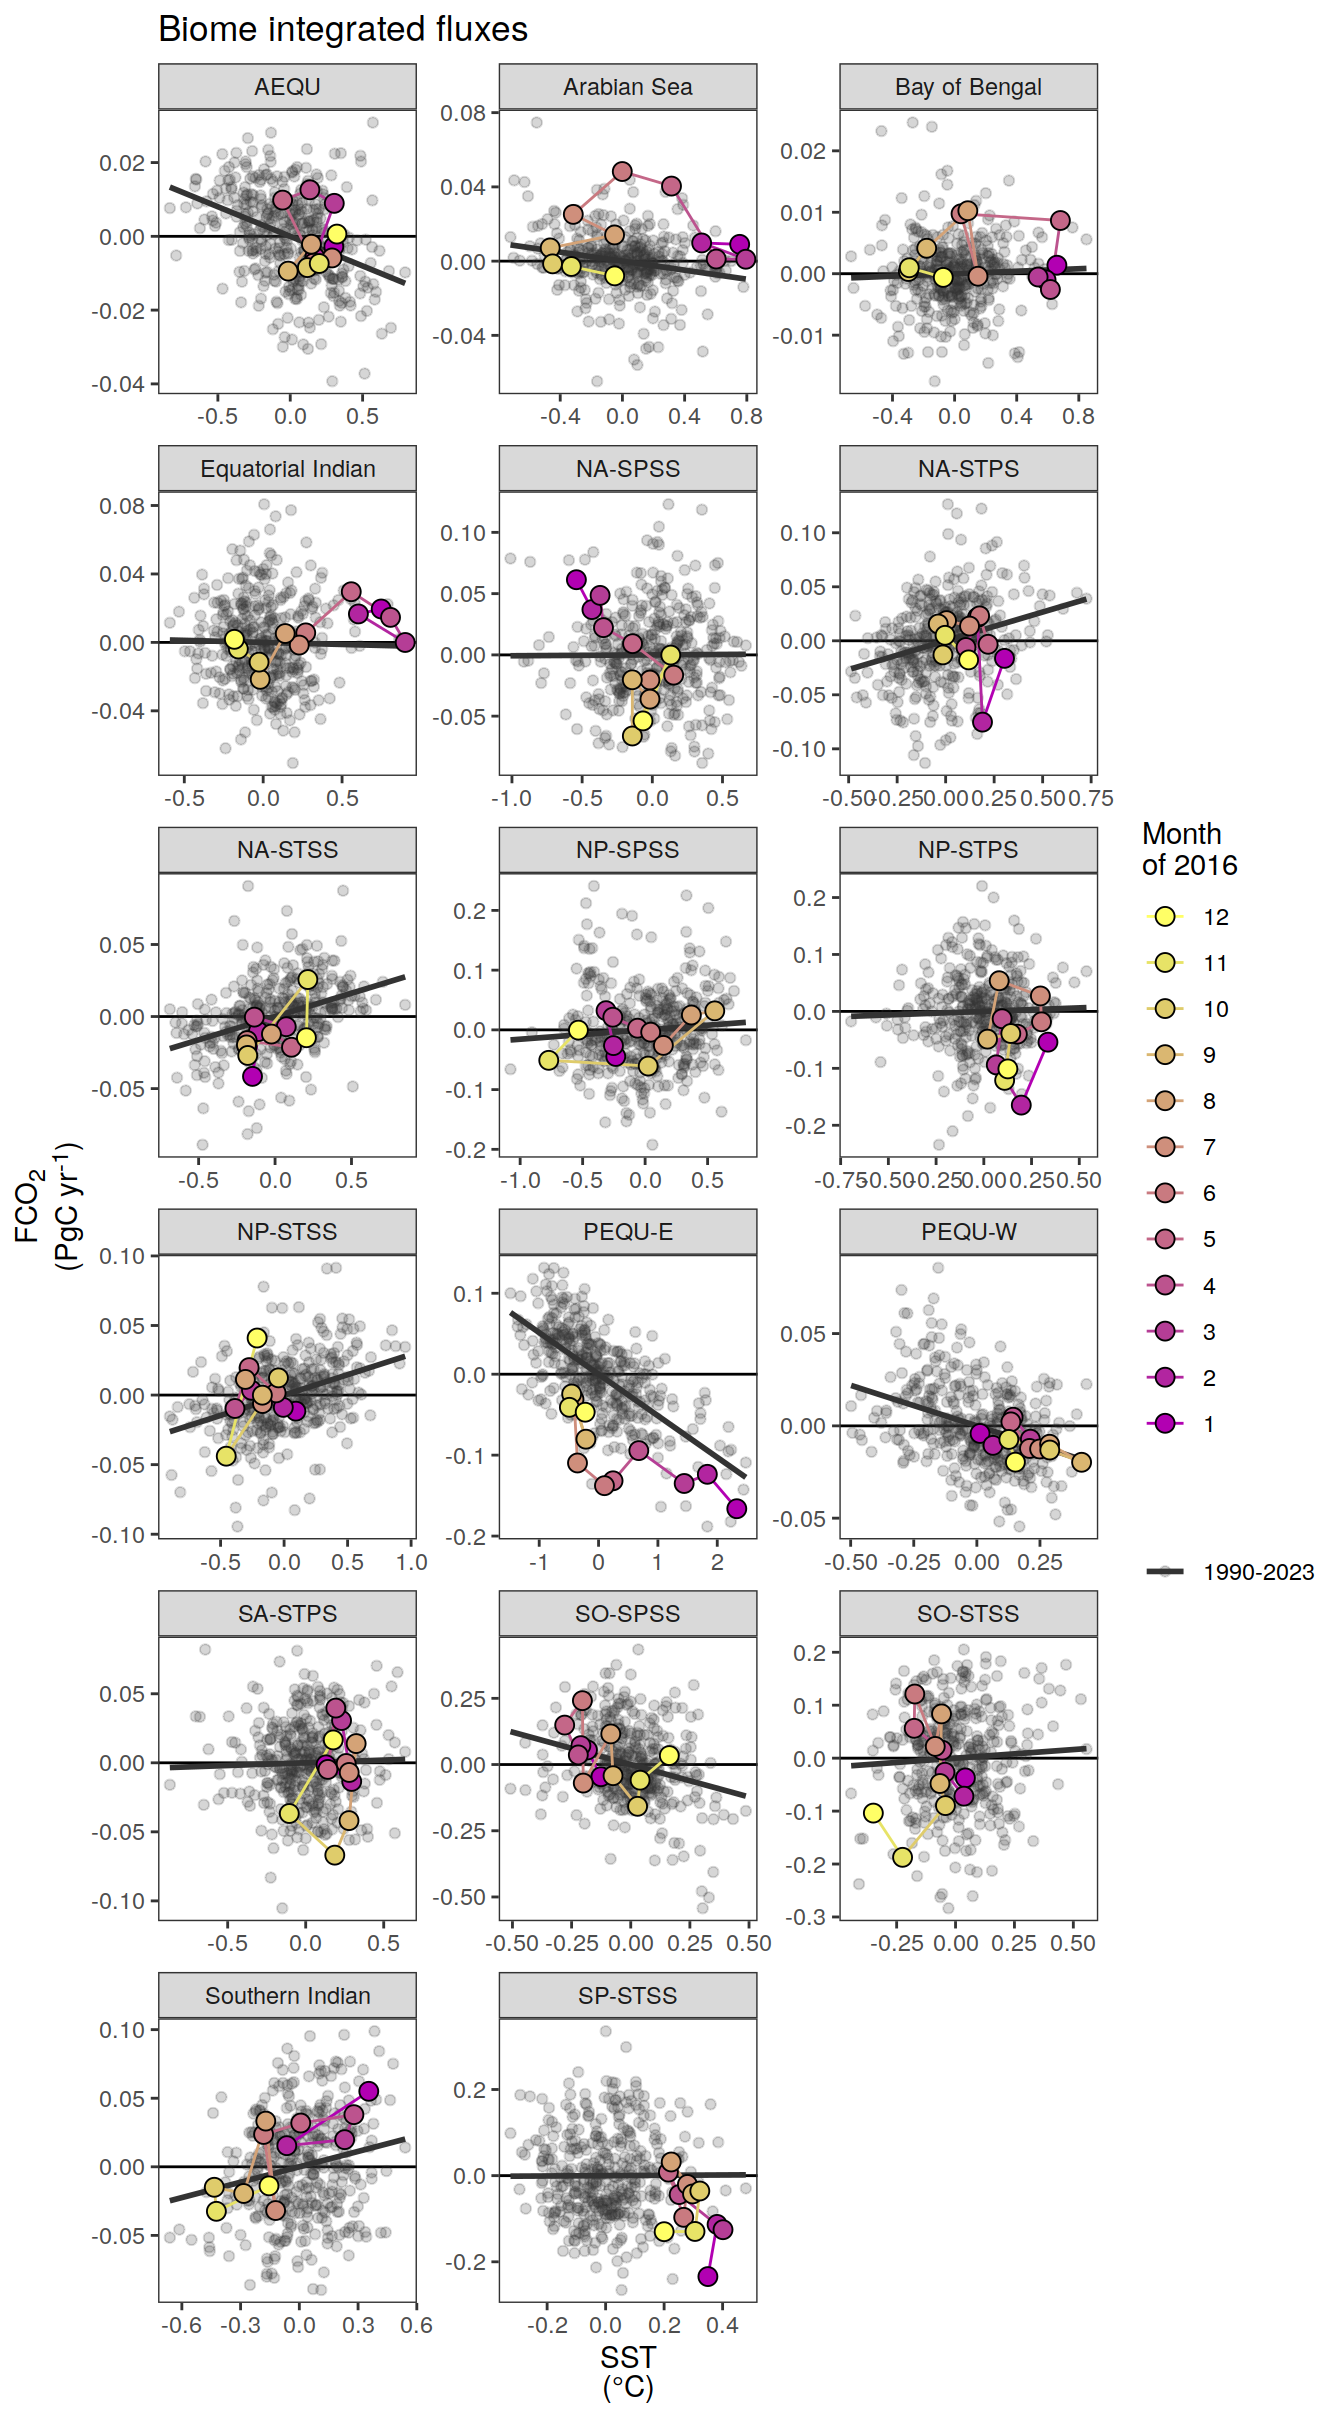 Biome integrated fluxes
AEQU Arabian Sea Bay of Bengal
0.02 0.00 -0.02 -0.04
0.08 0.04 0.00 -0.04
0.02 0.01 0.00 -0.01
-0.5 0.0 0.5
-0.4 0.0 0.4 0.8
-0.4 0.0 0.4 0.8
Equatorial Indian NA-SPSS NA-STPS
0.08 0.04 0.00 -0.04
0.10 0.05 0.00 -0.05
0.10 0.05 0.00 -0.05 -0.10
-0.5 0.0 0.5
-1.0 -0.5 0.0 0.5
-0.50 -0.25 0.00 0.25 0.50 0.75
NA-STSS NP-SPSS NP-STPS
0.05 0.00 -0.05
0.2 0.1 0.0 -0.1 -0.2
0.2 0.1 0.0 -0.1 -0.2
-0.5 0.0 0.5
-1.0 -0.5 0.0 0.5
-0.75 -0.50 -0.25 0.00 0.25 0.50
NP-STSS PEQU-E PEQU-W
0.10 0.05 0.00 -0.05 -0.10
0.1 0.0 -0.1 -0.2
0.05 0.00 -0.05
-0.5 0.0 0.5 1.0
-1 0 1 2
-0.50 -0.25 0.00 0.25
SA-STPS SO-SPSS SO-STSS
0.05 0.00 -0.05 -0.10
0.25 0.00 -0.25 -0.50
0.2 0.1 0.0 -0.1 -0.2 -0.3
-0.5 0.0 0.5
-0.50 -0.25 0.00 0.25 0.50
-0.25 0.00 0.25 0.50
Southern Indian SP-STSS
0.10 0.05 0.00 -0.05
0.2 0.0 -0.2
-0.6 -0.3 0.0 0.3 0.6
-0.2 0.0 0.2 0.4
SST
(°C)
FCO2
(PgC yr-1)
Month
of 2016
12
11
10
9
8
7
6
5
4
3
2
1
1990-2023